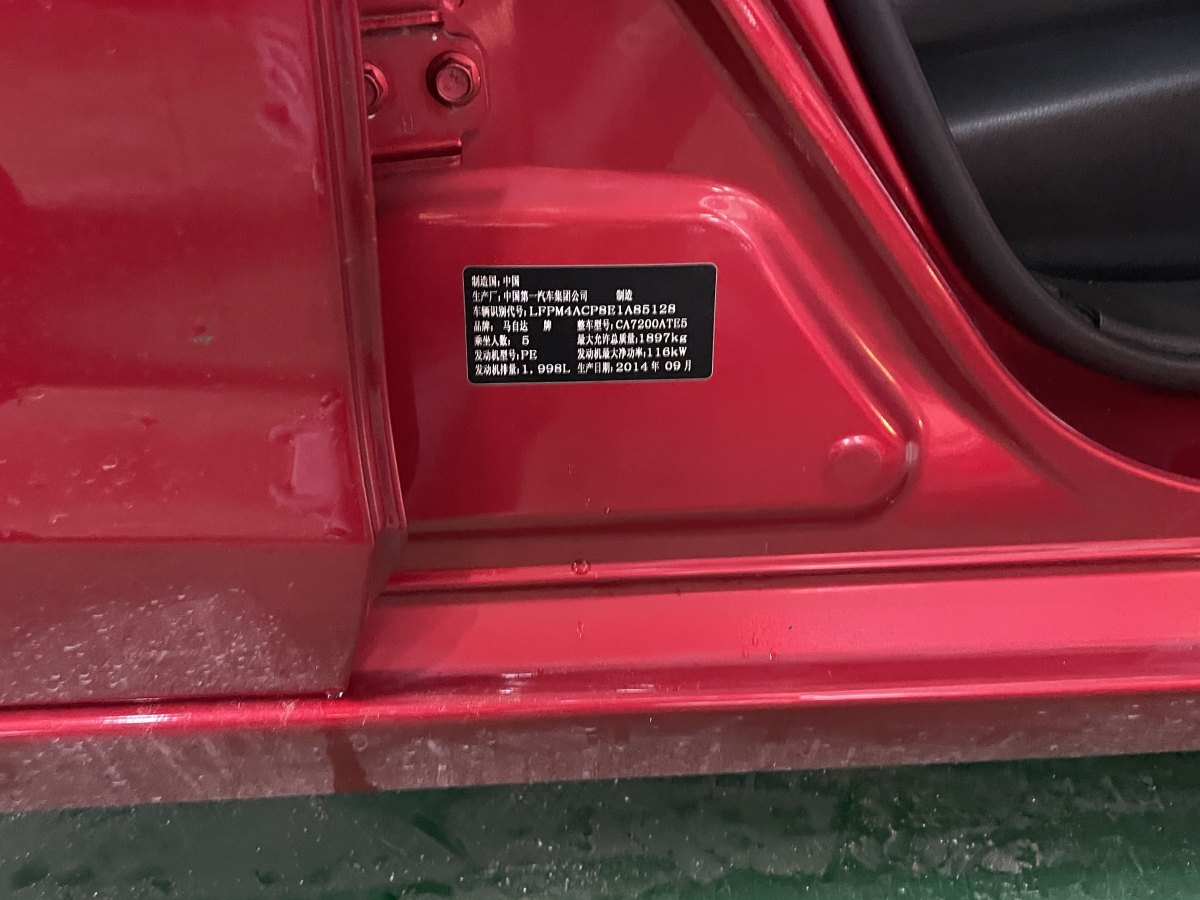 制造国:中国
生产厂:中国第一汽车集团公司 制造
车辆识别代号:LFPM4ACP8E1A85128
品牌:马自达 牌 整车型号:CA7200ATE5
乘坐人数:5 最大允许总质量:1897kg
发动机型号:PE 发动机最大净功率:116kW
发动机排量:1.998L 生产日期:2014年09月